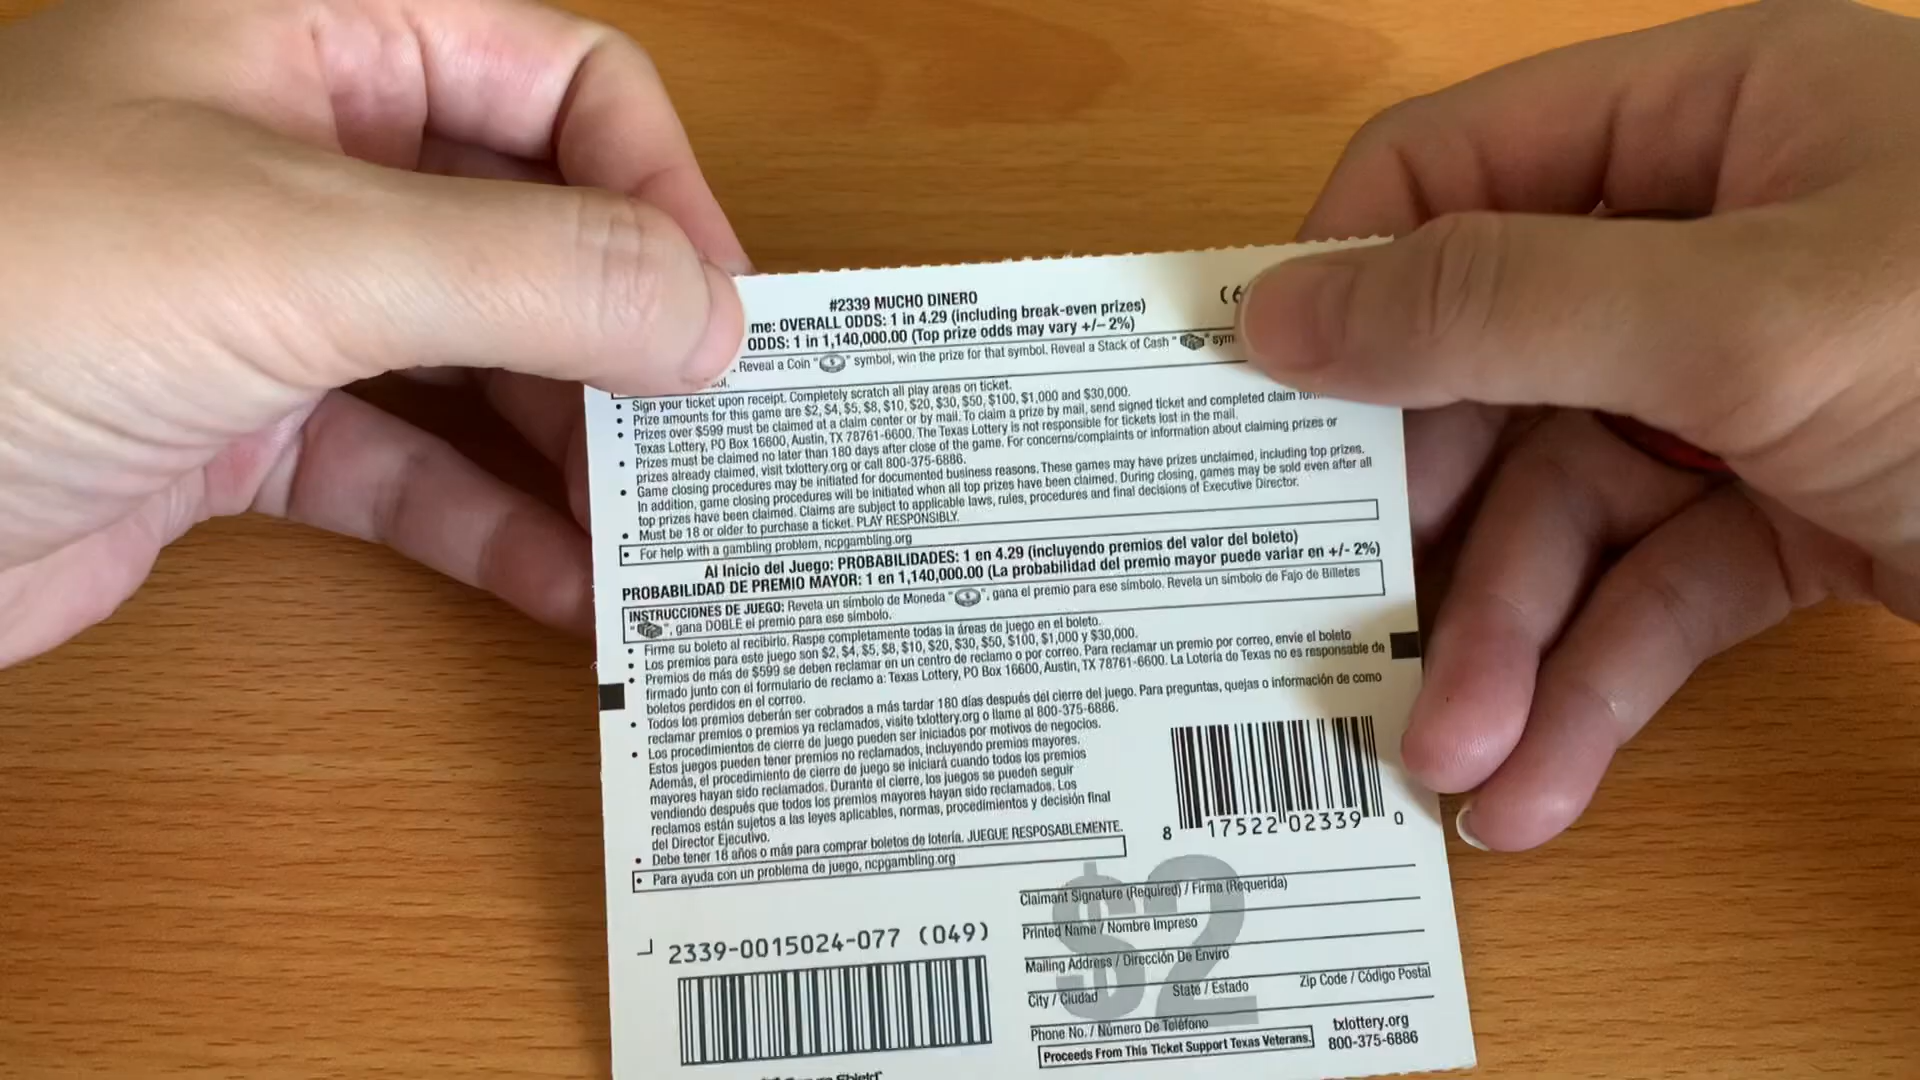 #2339 MUCHO DINERO
me: OVERALL ODDS: 1 in 4.29 (including break-even prizes)
ODDS: 1 in 1,140,000.00 (Top prize odds may vary +/– 2%)
Reveal a Coin " " symbol, win the prize for that symbol. Reveal a Stack of Cash " " sym
• Sign your ticket upon receipt. Completely scratch all play areas on ticket.
• Prize amounts for this game are $2, $4, $5, $8, $10, $20, $30, $50, $100, $1,000 and $30,000.
• Prizes over $599 must be claimed at a claim center or by mail. To claim a prize by mail, send signed ticket and completed claim
Texas Lottery, PO Box 16600, Austin, TX 78761-6600. The Texas Lottery is not responsible for tickets lost in the mail.
• Prizes must be claimed no later than 180 days after close of the game. For concerns/complaints or information about claiming prizes or
prizes already claimed, visit txlottery.org or call 800-375-6886.
• Game closing procedures may be initiated for documented business reasons. These games may have prizes unclaimed, including top prizes.
In addition, game closing procedures will be initiated when all top prizes have been claimed. During closing, games may be sold even after all
top prizes have been claimed. Claims are subject to applicable laws, rules, procedures and final decisions of Executive Director.
• Must be 18 or older to purchase a ticket. PLAY RESPONSIBLY.
• For help with a gambling problem, ncpgambling.org
Al Inicio del Juego: PROBABILIDADES: 1 en 4.29 (incluyendo premios del valor del boleto)
PROBABILIDAD DE PREMIO MAYOR: 1 en 1,140,000.00 (La probabilidad del premio mayor puede variar en +/- 2%)
INSTRUCCIONES DE JUEGO: Revela un símbolo de Moneda " ", gana el premio para ese símbolo. Revela un símbolo de Fajo de Billetes
" ", gana DOBLE el premio para ese símbolo.
• Firme su boleto al recibirlo. Raspe completamente todas la áreas de juego en el boleto.
• Los premios para este juego son $2, $4, $5, $8, $10, $20, $30, $50, $100, $1,000 y $30,000.
• Premios de más de $599 se deben reclamar en un centro de reclamo o por correo. Para reclamar un premio por correo, envíe el boleto
firmado junto con el formulario de reclamo a: Texas Lottery, PO Box 16600, Austin, TX 78761-6600. La Lotería de Texas no es responsable de
boletos perdidos en el correo.
• Todos los premios deberán ser cobrados a más tardar 180 días después del cierre del juego. Para preguntas, quejas o información de como
reclamar premios o premios ya reclamados, visite txlottery.org o llame al 800-375-6886.
• Los procedimientos de cierre de juego pueden ser iniciados por motivos de negocios.
Estos juegos pueden tener premios no reclamados, incluyendo premios mayores.
Además, el procedimiento de cierre de juego se iniciará cuando todos los premios
mayores hayan sido reclamados. Durante el cierre, los juegos se pueden seguir
vendiendo después que todos los premios mayores hayan sido reclamados. Los
reclamos están sujetos a las leyes aplicables, normas, procedimientos y decisión final
del Director Ejecutivo.
• Debe tener 18 años o más para comprar boletos de lotería. JUEGUE RESPOSABLEMENTE.
• Para ayuda con un problema de juego, ncpgambling.org
8 17522 02339 0
$2
Claimant Signature (Required) / Firma (Requerida)
Printed Name / Nombre Impreso
Mailing Address / Dirección De Enviro
City / Ciudad State / Estado Zip Code / Código Postal
Phone No. / Número De Teléfono
Proceeds From This Ticket Support Texas Veterans.
txlottery.org
800-375-6886
2339-0015024-077 (049)